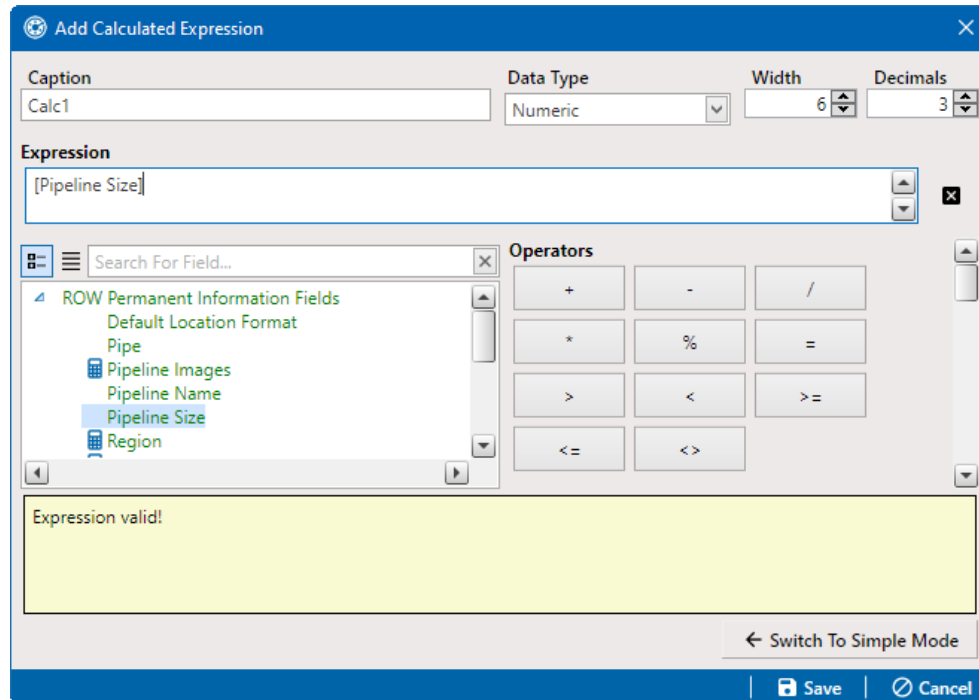 Add Calculated Expression
Caption
Data Type
Width
Decimals
Calc1
Numeric
6
3
Expression
[Pipeline Size]
Search For Field...
Operators
ROW Permanent Information Fields
Default Location Format
Pipe
Pipeline Images
Pipeline Name
Pipeline Size
Region
+ - /
* % =
> < >=
<= <>
Expression valid!
Switch To Simple Mode
Save
Cancel